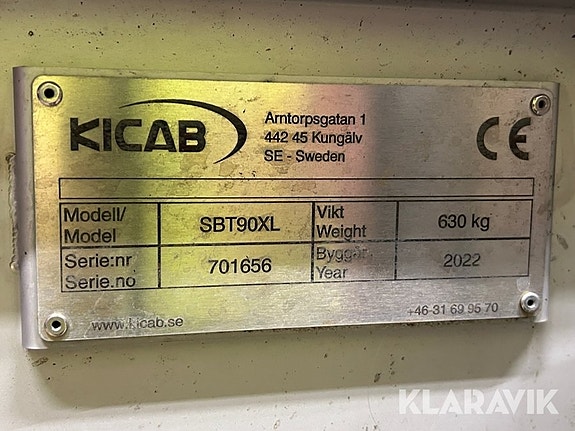 KICAB
Arntorpsgatan 1
442 45 Kungälv
SE - Sweden
CE
Modell/ Model SBT90XL Vikt Weight 630 kg
Serie:nr Serie.no 701656 Byggår Year 2022
www.kicab.se
+46-31 69 95 70
KLARAVIK